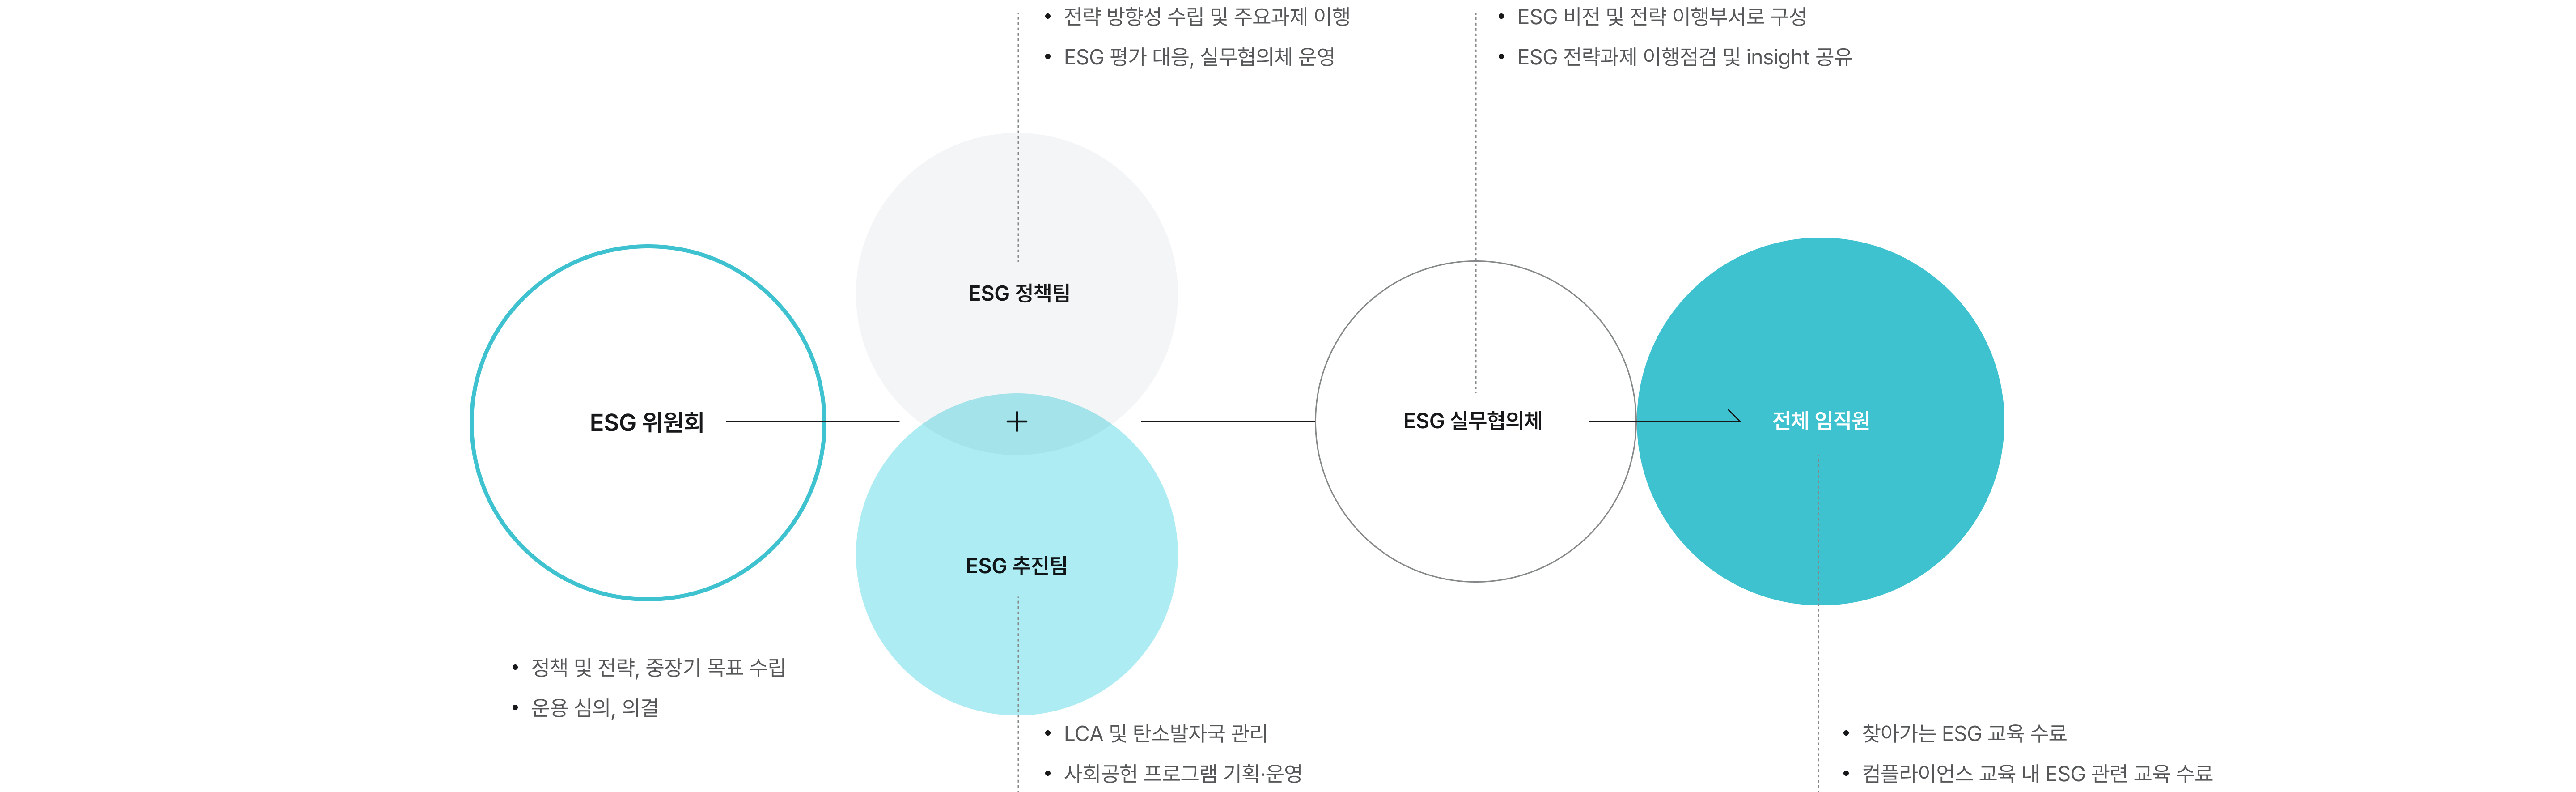 • 전략 방향성 수립 및 주요과제 이행
• ESG 평가 대응, 실무협의체 운영
• ESG 비전 및 전략 이행부서로 구성
• ESG 전략과제 이행점검 및 insight 공유
ESG 정책팀
ESG 위원회
+
ESG 실무협의체
전체 임직원
ESG 추진팀
• 정책 및 전략, 중장기 목표 수립
• 운용 심의, 의결
• LCA 및 탄소발자국 관리
• 사회공헌 프로그램 기획·운영
• 찾아가는 ESG 교육 수료
• 컴플라이언스 교육 내 ESG 관련 교육 수료